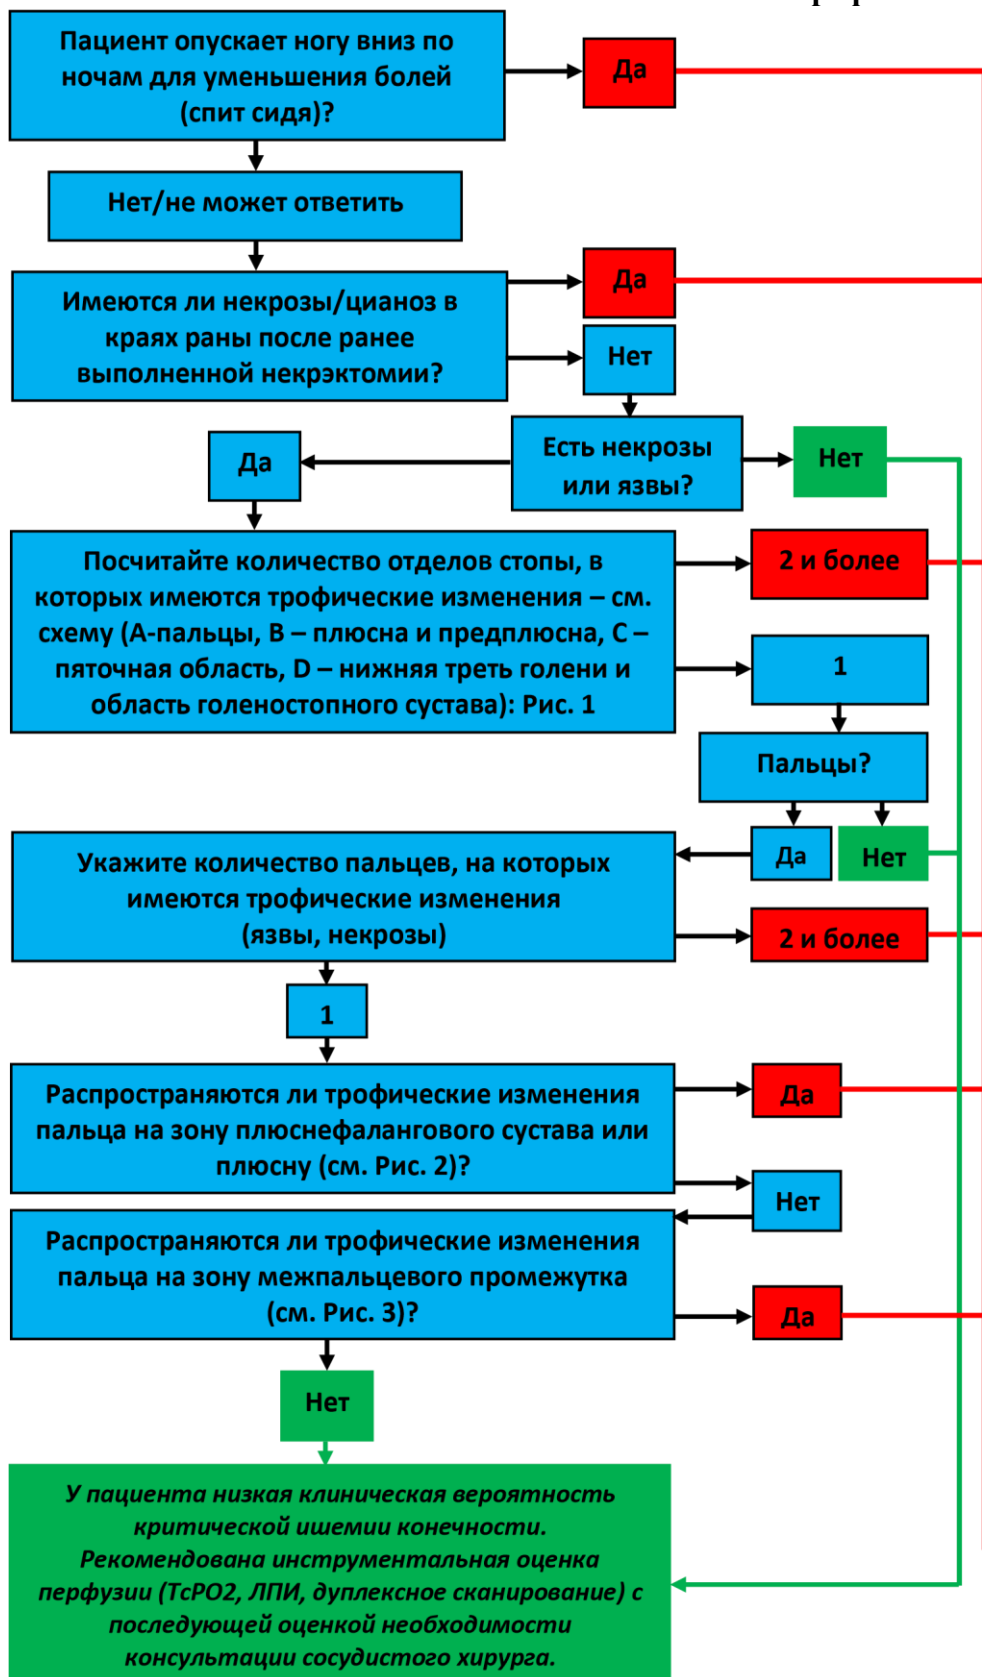 Пациент опускает ногу вниз по
ночам для уменьшения болей
(спит сидя)?
Да
Нет/не может ответить
Имеются ли некрозы/цианоз в
краях раны после ранее
выполненной некрэктомии?
Да
Нет
Есть некрозы
или язвы?
Да
Нет
Посчитайте количество отделов стопы, в
которых имеются трофические изменения – см.
схему (А-пальцы, В – плюсна и предплюсна, С –
пяточная область, D – нижняя треть голени и
область голеностопного сустава): Рис. 1
2 и более
1
Пальцы?
Да
Нет
Укажите количество пальцев, на которых
имеются трофические изменения
(язвы, некрозы)
2 и более
1
Распространяются ли трофические изменения
пальца на зону плюснефалангового сустава или
плюсну (см. Рис. 2)?
Да
Нет
Распространяются ли трофические изменения
пальца на зону межпальцевого промежутка
(см. Рис. 3)?
Да
Нет
У пациента низкая клиническая вероятность
критической ишемии конечности.
Рекомендована инструментальная оценка
перфузии (TcPO2, ЛПИ, дуплексное сканирование) с
последующей оценкой необходимости
консультации сосудистого хирурга.